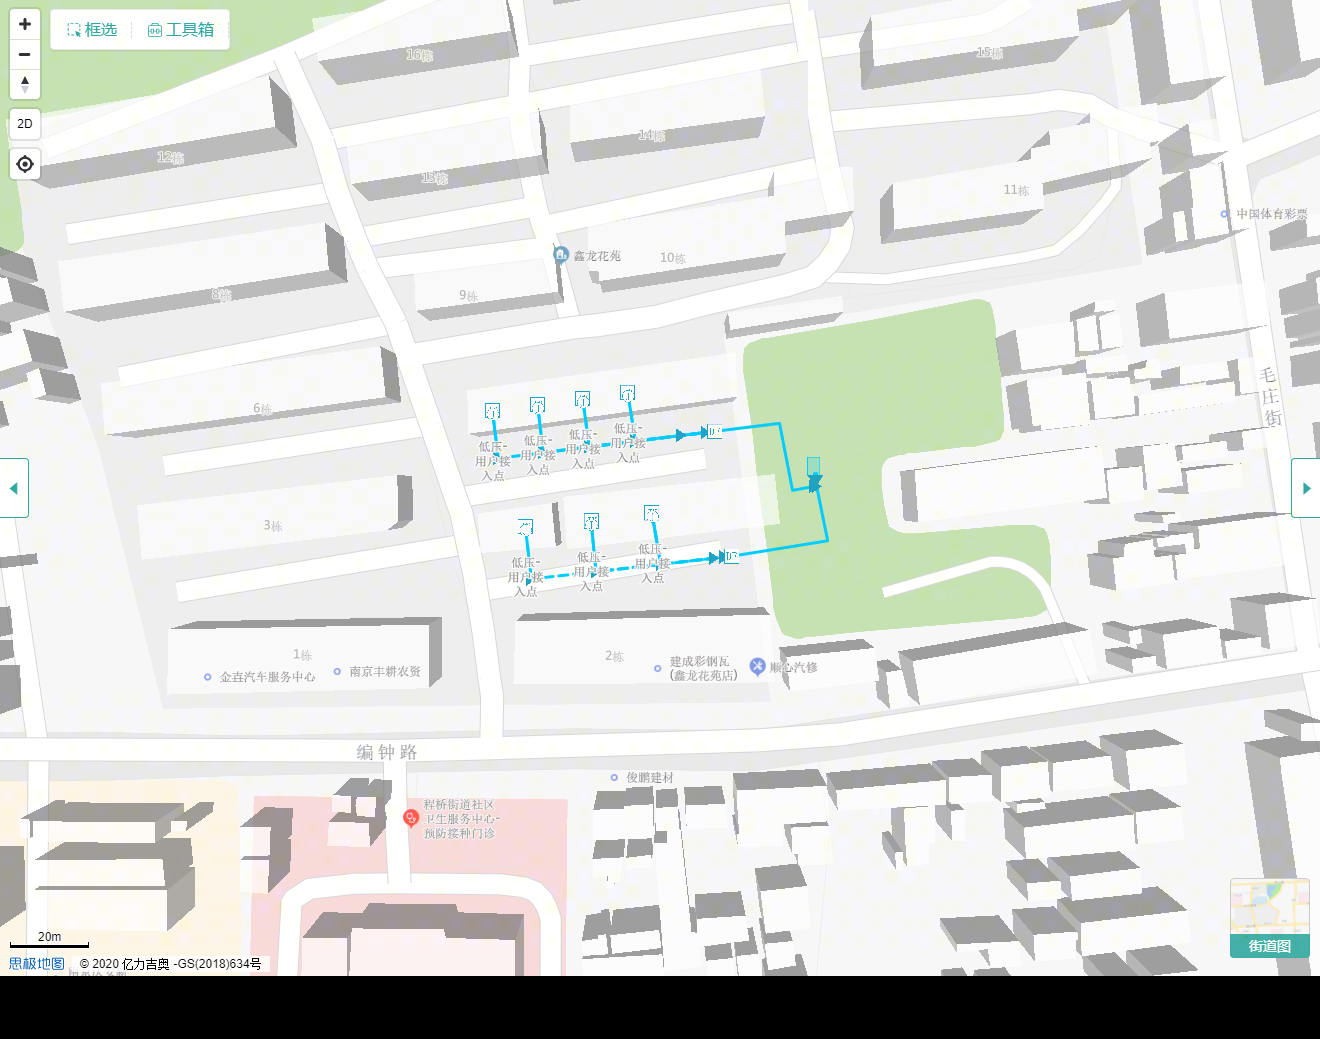 框选
工具箱
2D
16栋
15栋
14栋
12栋
13栋
11栋
中国体育彩票
鑫龙花苑
10栋
9栋
8栋
毛庄街
6栋
低压-
用户接
入点
低压-
用户接
入点
低压-
用户接
入点
低压-
用户接
入点
3栋
低压-
用户接
入点
低压-
用户接
入点
低压-
用户接
入点
1栋
2栋
金壵汽车服务中心
南京丰耕农资
建成彩钢瓦
(鑫龙花苑店)
顺心汽修
编钟路
俊鹏建材
程桥街道社区
卫生服务中心-
预防接种门诊
20m
思极地图
© 2020 亿力吉奥 -GS(2018)634号
街道图